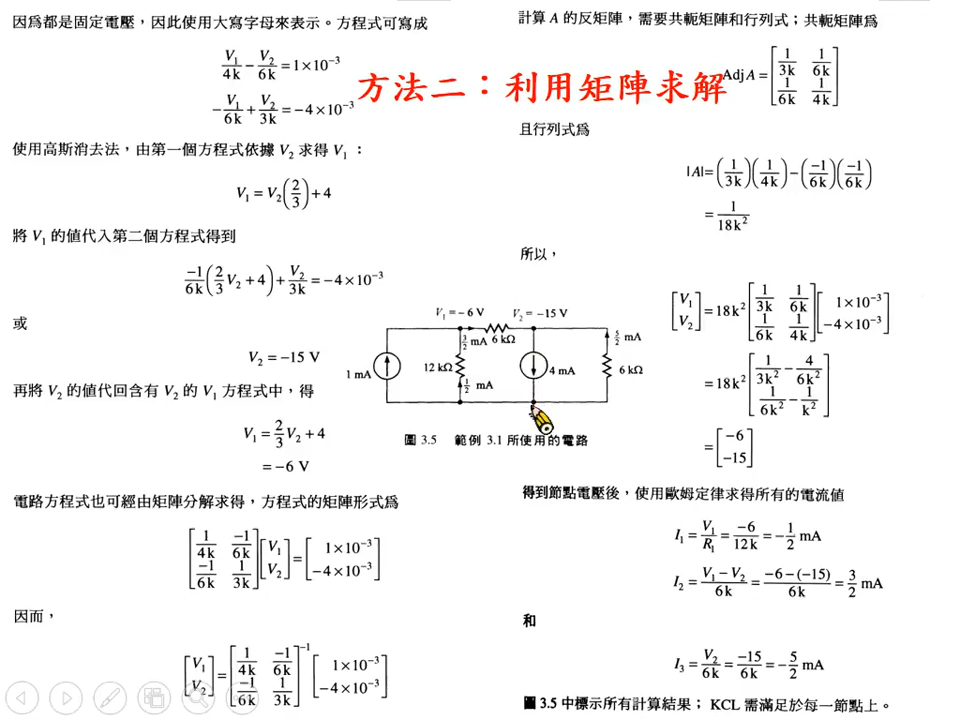 因為都是固定電壓，因此使用大寫字母來表示。方程式可寫成
V₁/4k − V₂/6k = 1×10⁻³
−V₁/6k + V₂/3k = −4×10⁻³
使用高斯消去法，由第一個方程式依據 V₂ 求得 V₁：
V₁ = V₂(2/3) + 4
將 V₁ 的值代入第二個方程式得到
−1/6k (2/3 V₂ + 4) + V₂/3k = −4×10⁻³
或
V₂ = −15 V
再將 V₂ 的值代回含有 V₂ 的 V₁ 方程式中，得
V₁ = 2/3 V₂ + 4
= −6 V
電路方程式也可經由矩陣分解求得，方程式的矩陣形式為
[1/4k −1/6k; −1/6k 1/3k][V₁; V₂] = [1×10⁻³; −4×10⁻³]
因而，
[V₁; V₂] = [1/4k −1/6k; −1/6k 1/3k]⁻¹ [1×10⁻³; −4×10⁻³]
方法二：利用矩陣求解
V₁ = −6 V V₂ = −15 V
3/2 mA 6 kΩ 5/2 mA
1 mA 12 kΩ 4 mA 6 kΩ
1/2 mA
圖 3.5 範例 3.1 所使用的電路
計算 A 的反矩陣，需要共軛矩陣和行列式；共軛矩陣為
Adj A = [1/3k 1/6k; 1/6k 1/4k]
且行列式為
|A| = (1/3k)(1/4k) − (−1/6k)(−1/6k)
= 1/18k²
所以，
[V₁; V₂] = 18k² [1/3k 1/6k; 1/6k 1/4k][1×10⁻³; −4×10⁻³]
= 18k² [1/3k² − 4/6k²; 1/6k² − 1/k²]
= [−6; −15]
得到節點電壓後，使用歐姆定律求得所有的電流值
I₁ = V₁/R₁ = −6/12k = −1/2 mA
I₂ = V₁ − V₂/6k = −6−(−15)/6k = 3/2 mA
和
I₃ = V₂/6k = −15/6k = −5/2 mA
圖 3.5 中標示所有計算結果；KCL 需滿足於每一節點上。